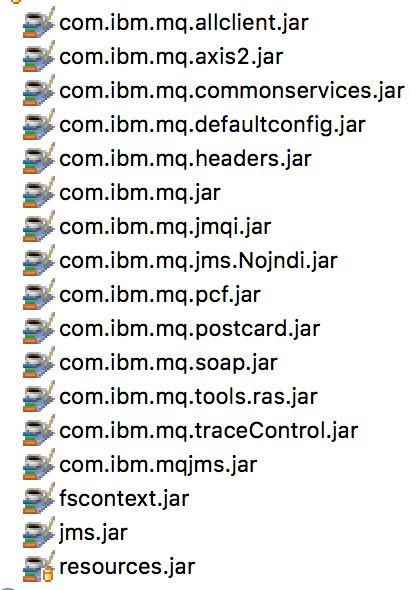 com.ibm.mq.allclient.jar
com.ibm.mq.axis2.jar
com.ibm.mq.commonservices.jar
com.ibm.mq.defaultconfig.jar
com.ibm.mq.headers.jar
com.ibm.mq.jar
com.ibm.mq.jmqi.jar
com.ibm.mq.jms.Nojndi.jar
com.ibm.mq.pcf.jar
com.ibm.mq.postcard.jar
com.ibm.mq.soap.jar
com.ibm.mq.tools.ras.jar
com.ibm.mq.traceControl.jar
com.ibm.mqjms.jar
fscontext.jar
jms.jar
resources.jar